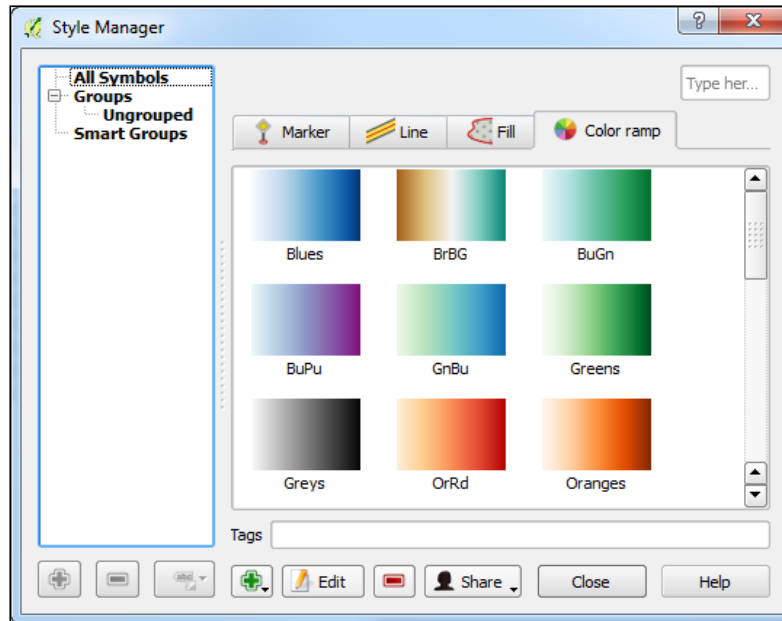 Style Manager
All Symbols
Groups
Ungrouped
Smart Groups
Type her...
Marker
Line
Fill
Color ramp
Blues
BrBG
BuGn
BuPu
GnBu
Greens
Greys
OrRd
Oranges
Tags
Edit
Share
Close
Help